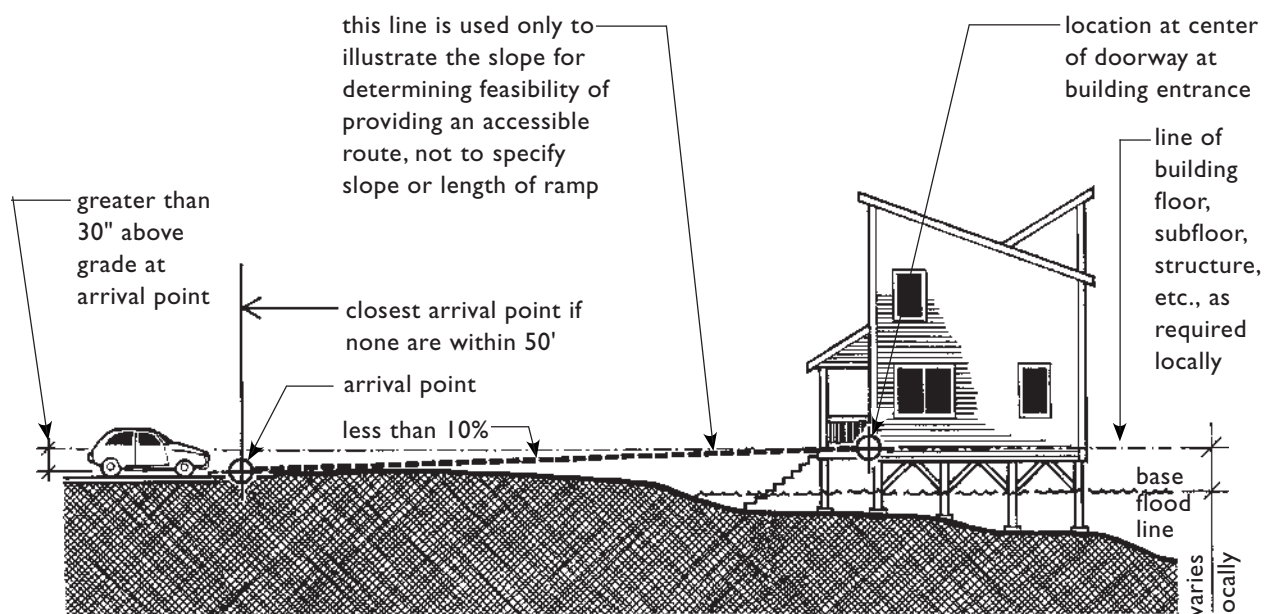 this line is used only to
illustrate the slope for
determining feasibility of
providing an accessible
route, not to specify
slope or length of ramp
location at center
of doorway at
building entrance
line of
building
floor,
subfloor,
structure,
etc., as
required
locally
greater than
30" above
grade at
arrival point
closest arrival point if
none are within 50'
arrival point
less than 10%
base
flood
line
varies
locally